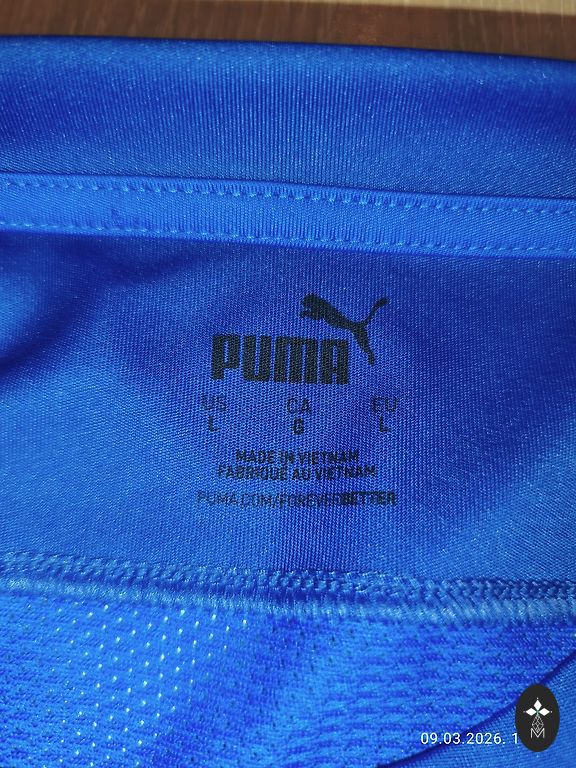 PUMA
US CA EU
L G L
MADE IN VIETNAM
FABRIQUÉ AU VIETNAM
PUMA.COM/FOREVERBETTER
09.03.2026.